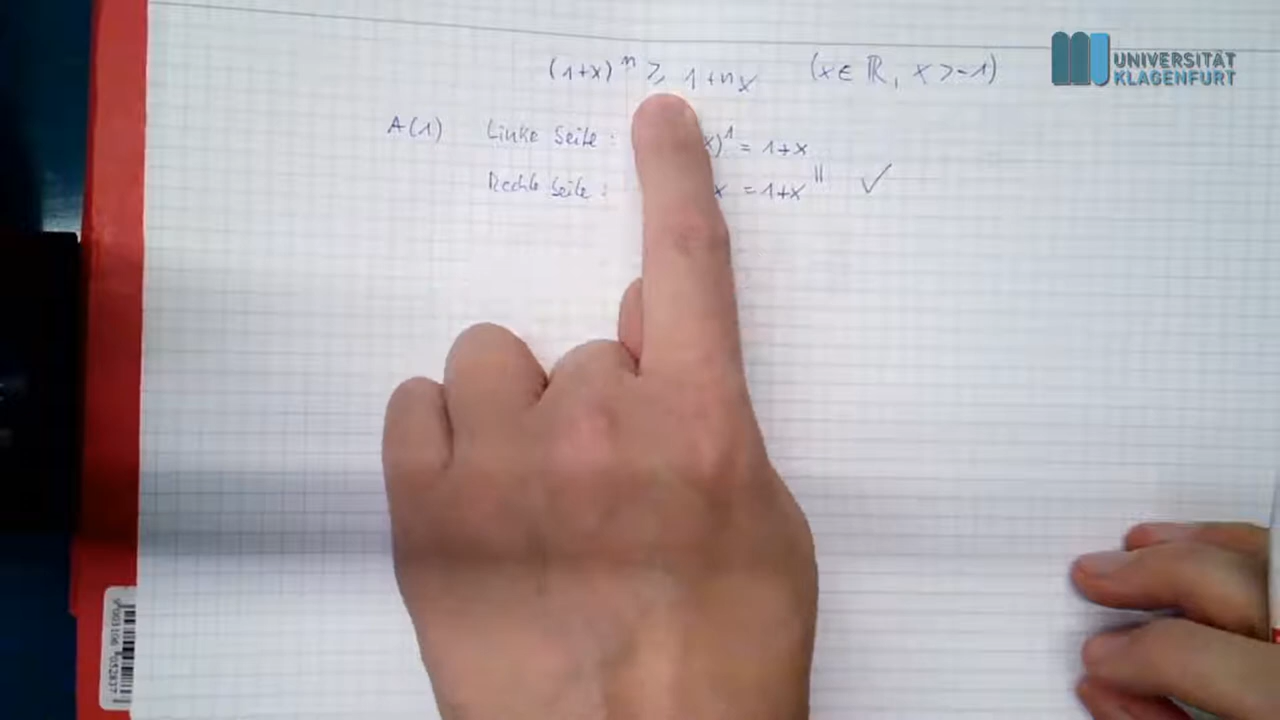 (1+x)ⁿ ≥ 1+nx (x ∈ ℝ, x > -1)
UNIVERSITÄT
KLAGENFURT
A(1) Linke Seite: x)¹ = 1+x
Rechte Seite: x = 1+x || ✓